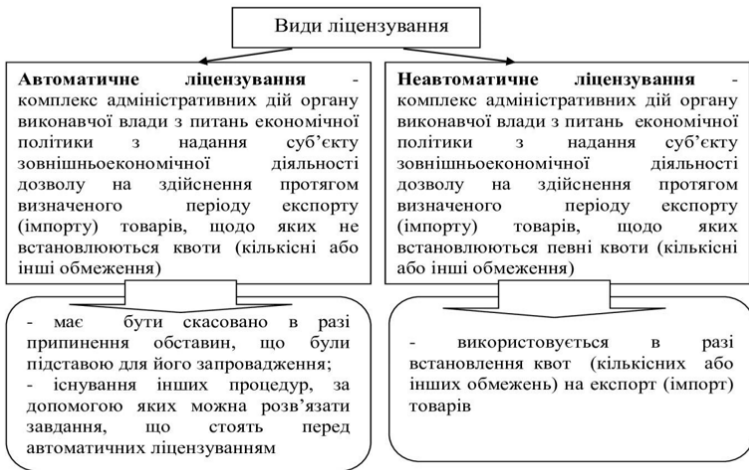 Види ліцензування
Автоматичне ліцензування -
комплекс адміністративних дій органу
виконавчої влади з питань економічної
політики з надання суб’єкту
зовнішньоекономічної діяльності
дозволу на здійснення протягом
визначеного періоду експорту
(імпорту) товарів, щодо яких не
встановлюються квоти (кількісні або
інші обмеження)
- має бути скасовано в разі
припинення обставин, що були
підставою для його запровадження;
- існування інших процедур, за
допомогою яких можна розв’язати
завдання, що стоять перед
автоматичних ліцензуванням
Неавтоматичне ліцензування -
комплекс адміністративних дій органу
виконавчої влади з питань економічної
політики з надання суб’єкту
зовнішньоекономічної діяльності
дозволу на здійснення протягом
визначеного періоду експорту
(імпорту) товарів, щодо яких
встановлюються певні квоти (кількісні
або інші обмеження)
- використовується в разі
встановлення квот (кількісних або
інших обмежень) на експорт (імпорт)
товарів